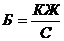 Б = КЖ / С